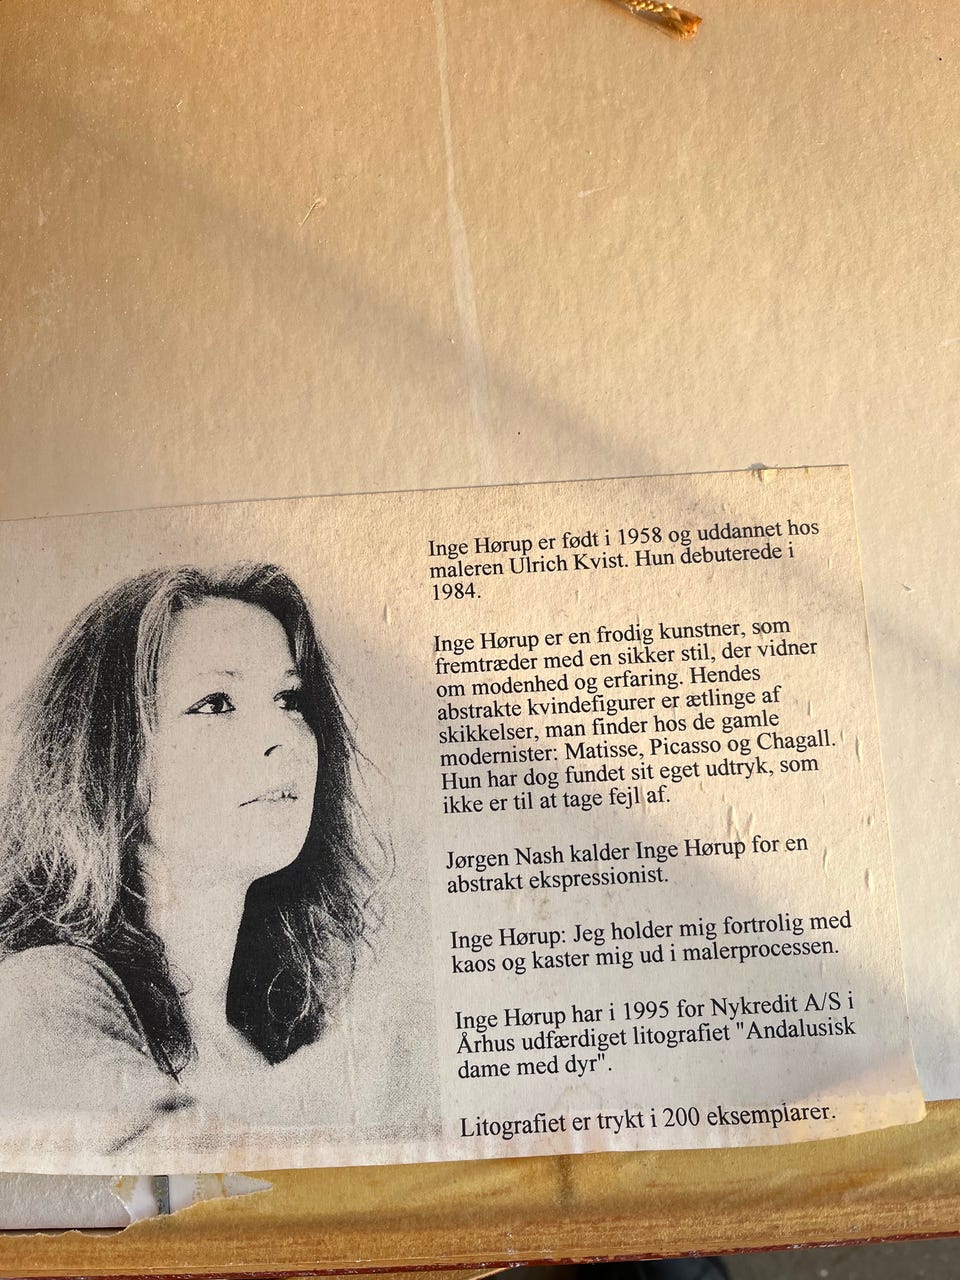 Inge Hørup er født i 1958 og uddannet hos
maleren Ulrich Kvist. Hun debuterede i
1984.
Inge Hørup er en frodig kunstner, som
fremtræder med en sikker stil, der vidner
om modenhed og erfaring. Hendes
abstrakte kvindefigurer er ætlinge af
skikkelser, man finder hos de gamle
modernister: Matisse, Picasso og Chagall.
Hun har dog fundet sit eget udtryk, som
ikke er til at tage fejl af.
Jørgen Nash kalder Inge Hørup for en
abstrakt ekspressionist.
Inge Hørup: Jeg holder mig fortrolig med
kaos og kaster mig ud i malerprocessen.
Inge Hørup har i 1995 for Nykredit A/S i
Århus udfærdiget litografiet "Andalusisk
dame med dyr".
Litografiet er trykt i 200 eksemplarer.